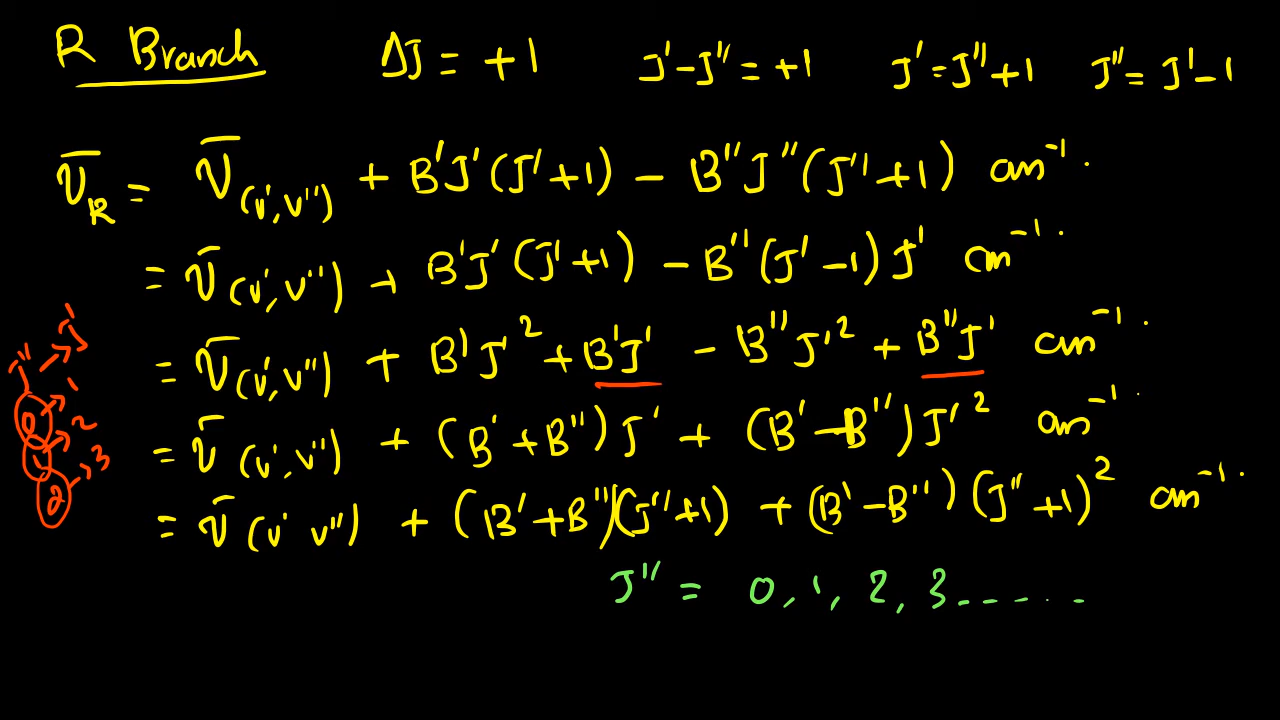 R Branch ΔJ = +1 J'-J" = +1 J' = J"+1 J" = J'-1
ν̄_R = ν̄_(v',v") + B'J'(J'+1) - B"J"(J"+1) cm⁻¹.
= ν̄_(v',v") + B'J'(J'+1) - B"(J'-1)J' cm⁻¹.
= ν̄_(v',v") + B'J'² + B'J' - B"J'² + B"J' cm⁻¹.
= ν̄_(v',v") + (B'+B")J' + (B'-B")J'² cm⁻¹.
= ν̄_(v' v") + (B'+B")(J"+1) + (B'-B")(J"+1)² cm⁻¹.
J" = 0, 1, 2, 3......
J" → J'
0 → 1
1 → 2
2 → 3